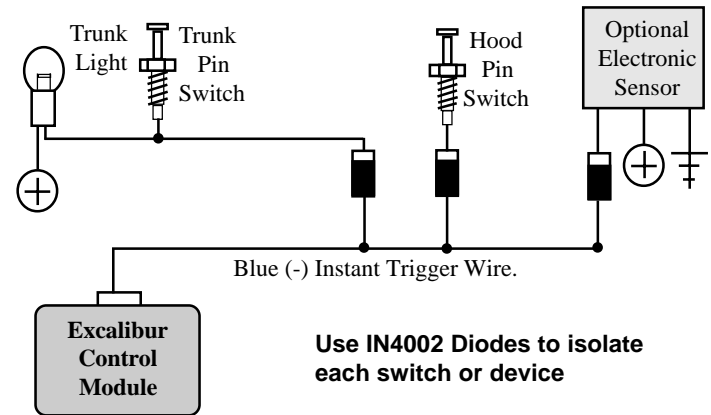 Trunk
Light
Trunk
Pin
Switch
Hood
Pin
Switch
Optional
Electronic
Sensor
Blue (-) Instant Trigger Wire.
Excalibur
Control
Module
Use IN4002 Diodes to isolate
each switch or device